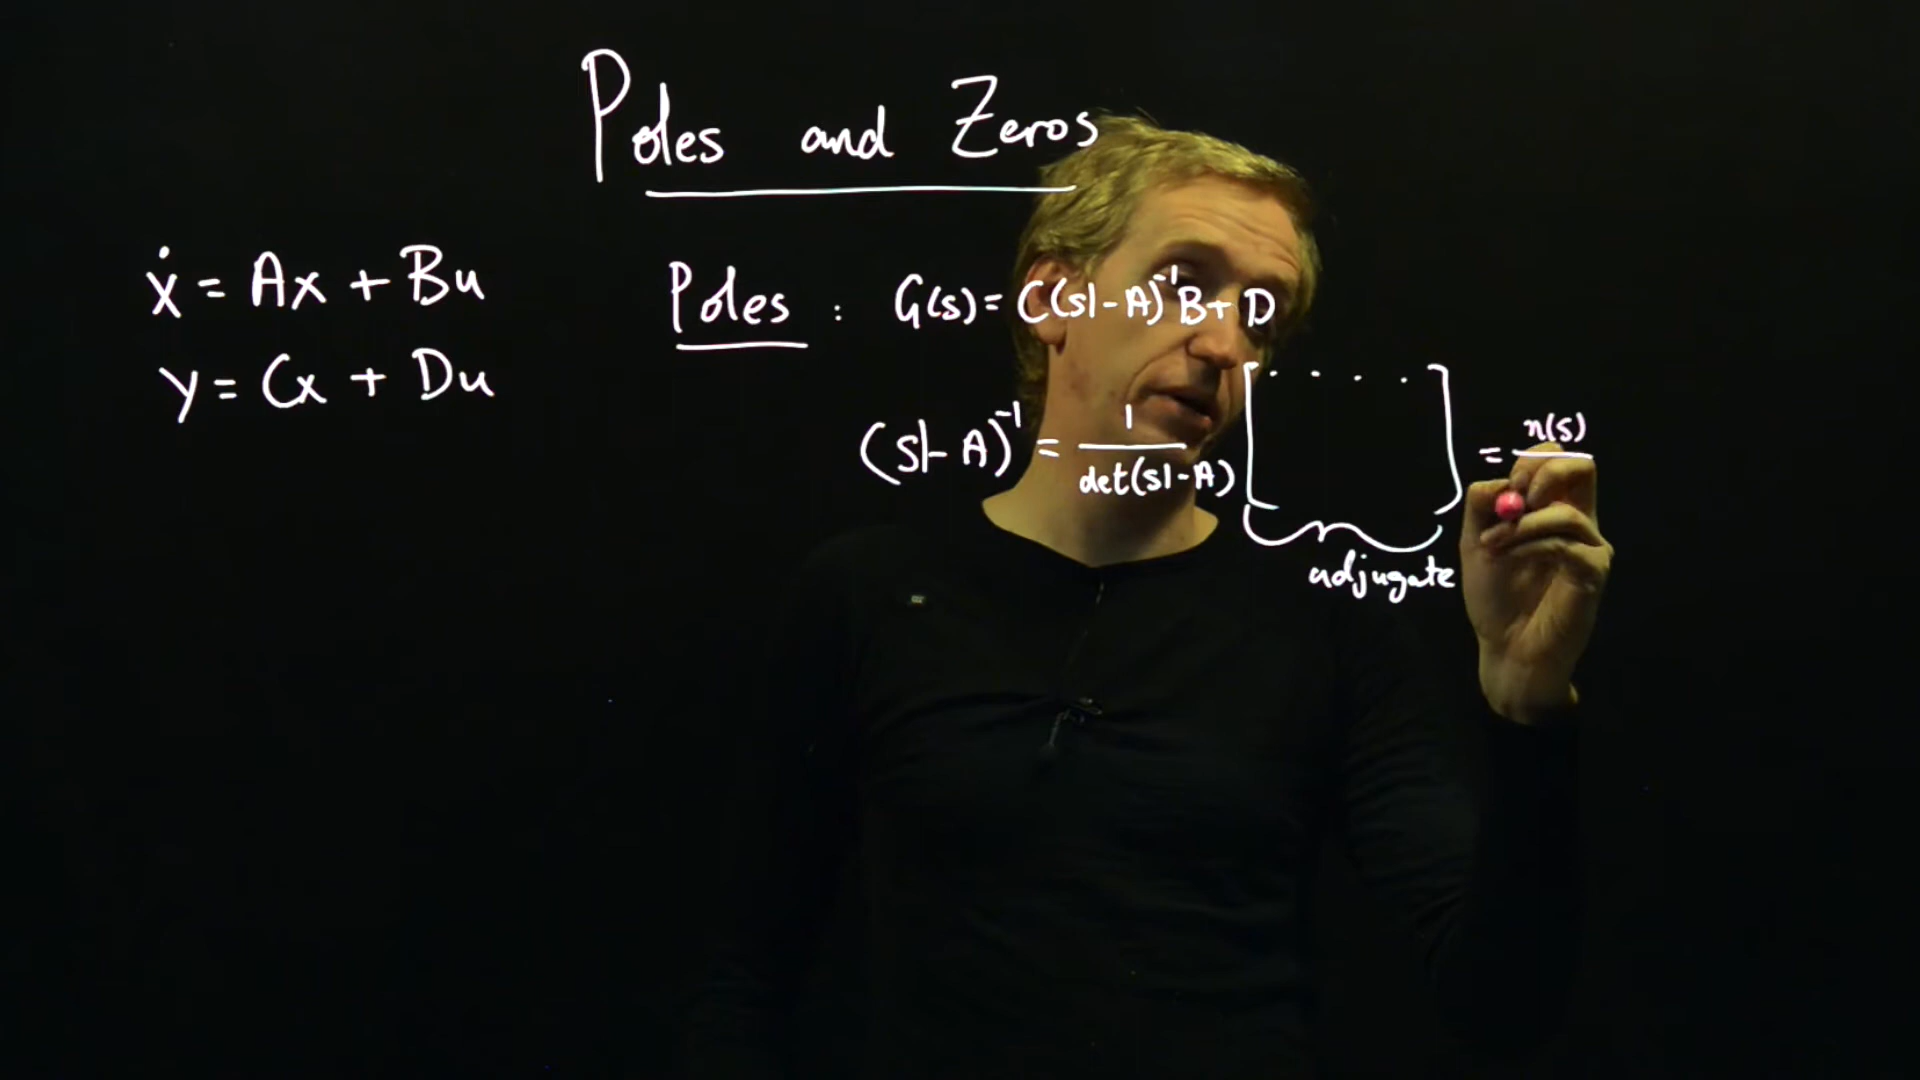 Poles and Zeros
ẋ = Ax + Bu
y = Cx + Du
Poles : G(s) = C(sI-A)⁻¹B+D
(sI-A)⁻¹ = 1/det(sI-A) [. . . .] = n(s)
adjugate